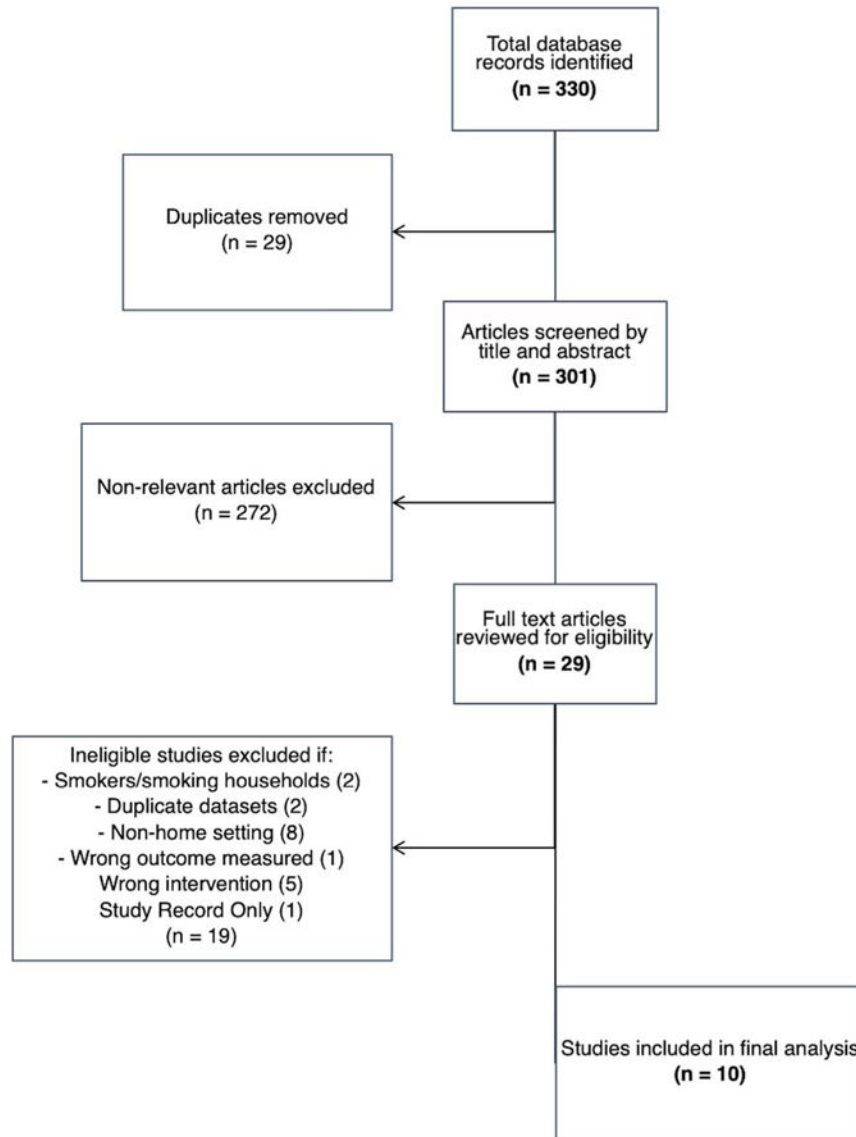 Total database
records identified
(n = 330)
Duplicates removed
(n = 29)
Articles screened by
title and abstract
(n = 301)
Non-relevant articles excluded
(n = 272)
Full text articles
reviewed for eligibility
(n = 29)
Ineligible studies excluded if:
- Smokers/smoking households (2)
- Duplicate datasets (2)
- Non-home setting (8)
- Wrong outcome measured (1)
Wrong intervention (5)
Study Record Only (1)
(n = 19)
Studies included in final analysis
(n = 10)